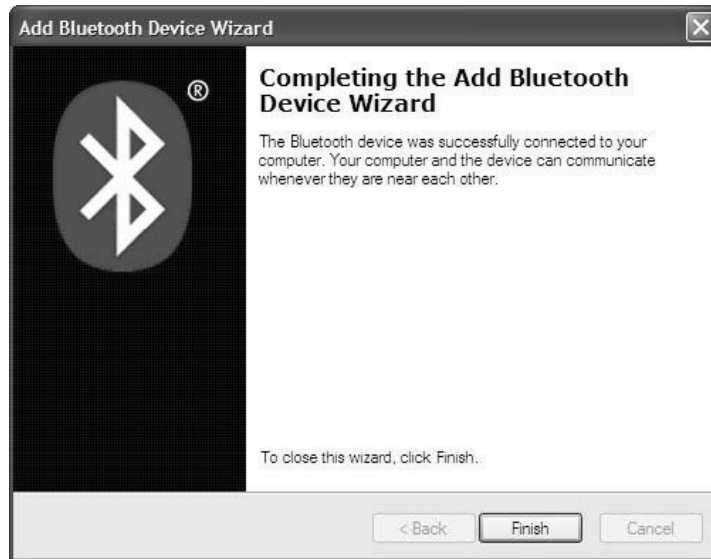 Add Bluetooth Device Wizard
®
Completing the Add Bluetooth
Device Wizard
The Bluetooth device was successfully connected to your
computer. Your computer and the device can communicate
whenever they are near each other.
To close this wizard, click Finish.
< Back Finish Cancel